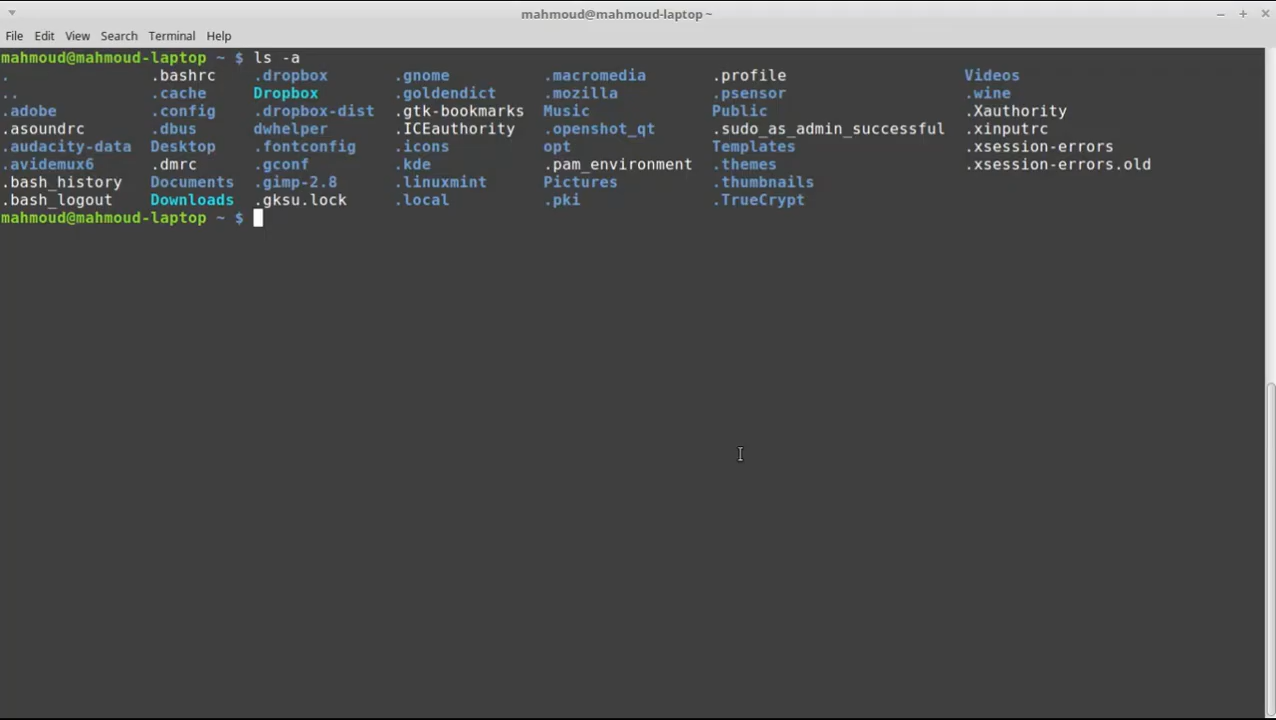 mahmoud@mahmoud-laptop ~
File Edit View Search Terminal Help
mahmoud@mahmoud-laptop ~ $ ls -a
. .bashrc .dropbox .gnome .macromedia .profile Videos
.. .cache Dropbox .goldendict .mozilla .psensor .wine
.adobe .config .dropbox-dist .gtk-bookmarks Music Public .Xauthority
.asoundrc .dbus dwhelper .ICEauthority .openshot_qt .sudo_as_admin_successful .xinputrc
.audacity-data Desktop .fontconfig .icons opt Templates .xsession-errors
.avidemux6 .dmrc .gconf .kde .pam_environment .themes .xsession-errors.old
.bash_history Documents .gimp-2.8 .linuxmint Pictures .thumbnails
.bash_logout Downloads .gksu.lock .local .pki .TrueCrypt
mahmoud@mahmoud-laptop ~ $